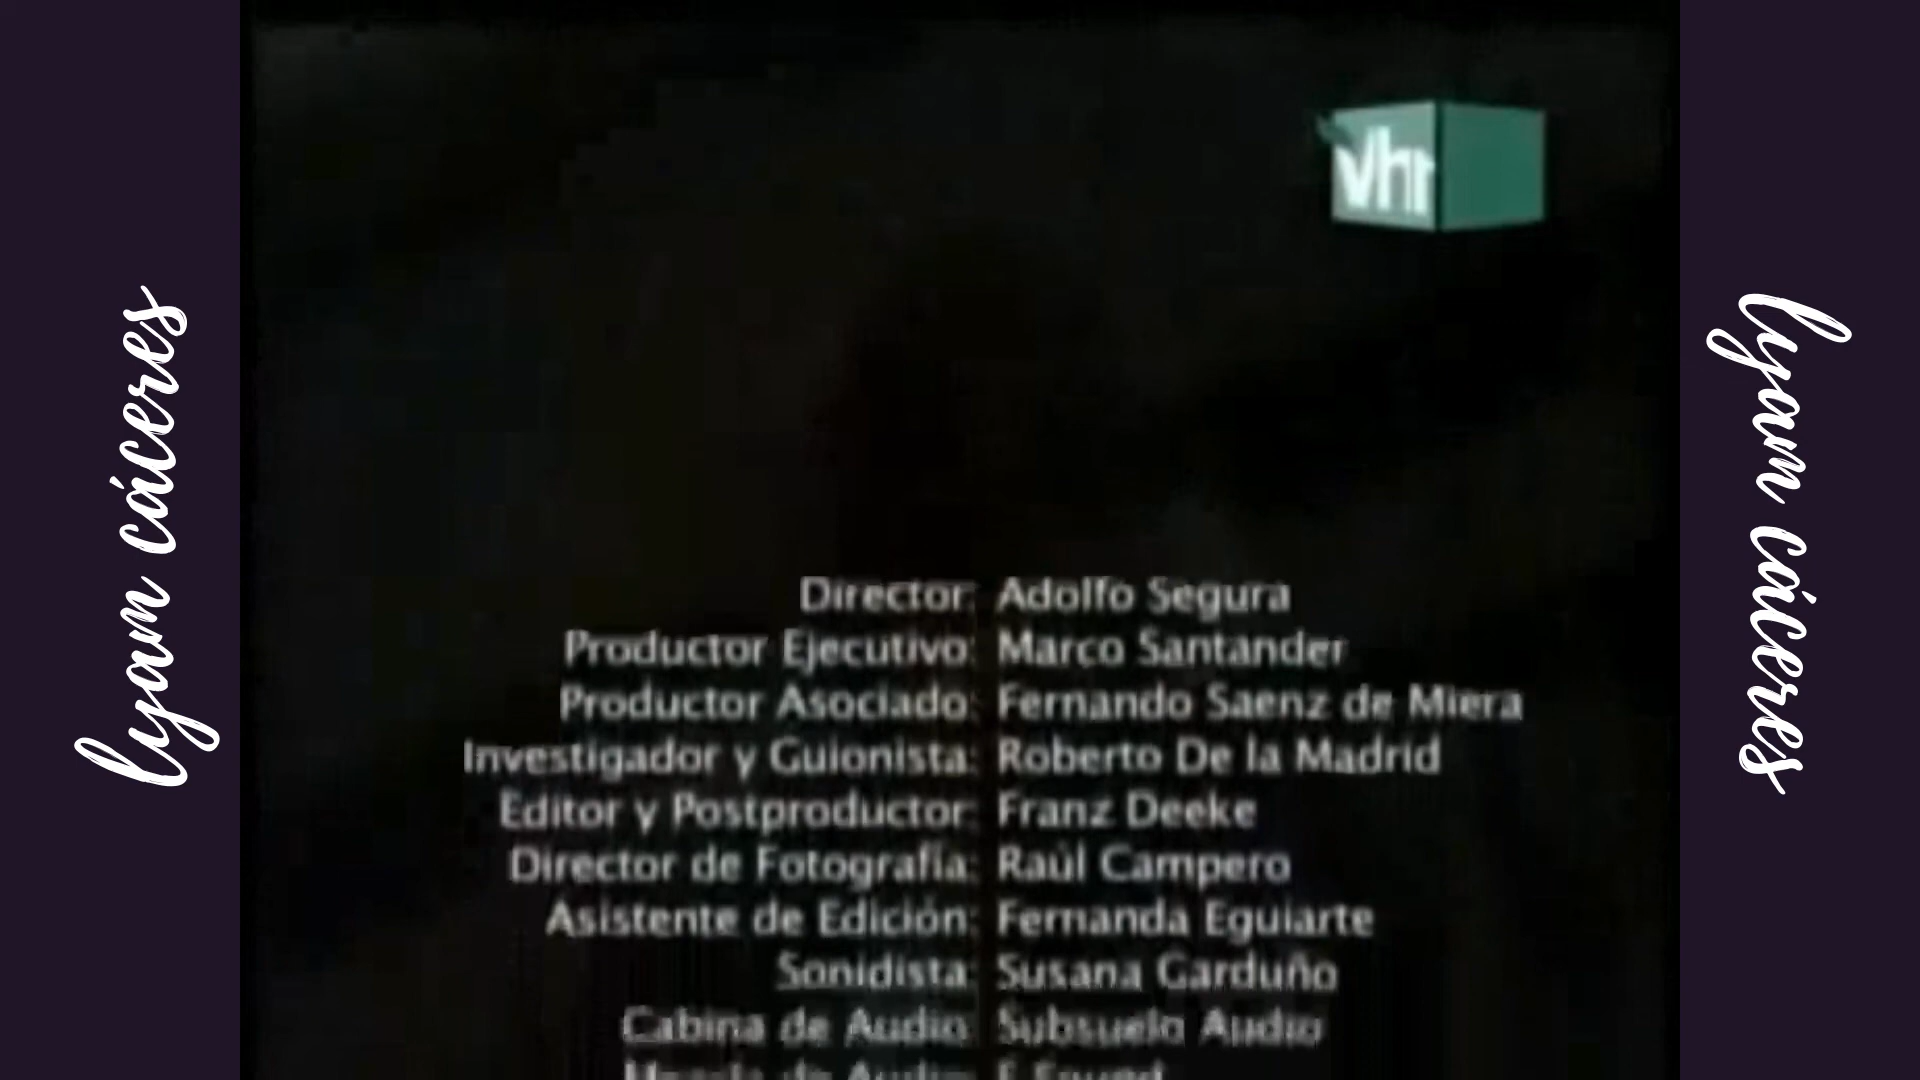 vh1
lyam cáceres
lyam cáceres
Director: Adolfo Segura
Productor Ejecutivo: Marco Santander
Productor Asociado: Fernando Saenz de Miera
Investigador y Guionista: Roberto De la Madrid
Editor y Postproductor: Franz Deeke
Director de Fotografía: Raúl Campero
Asistente de Edición: Fernanda Eguiarte
Sonidista: Susana Garduño
Cabina de Audio: Subsuelo Audio